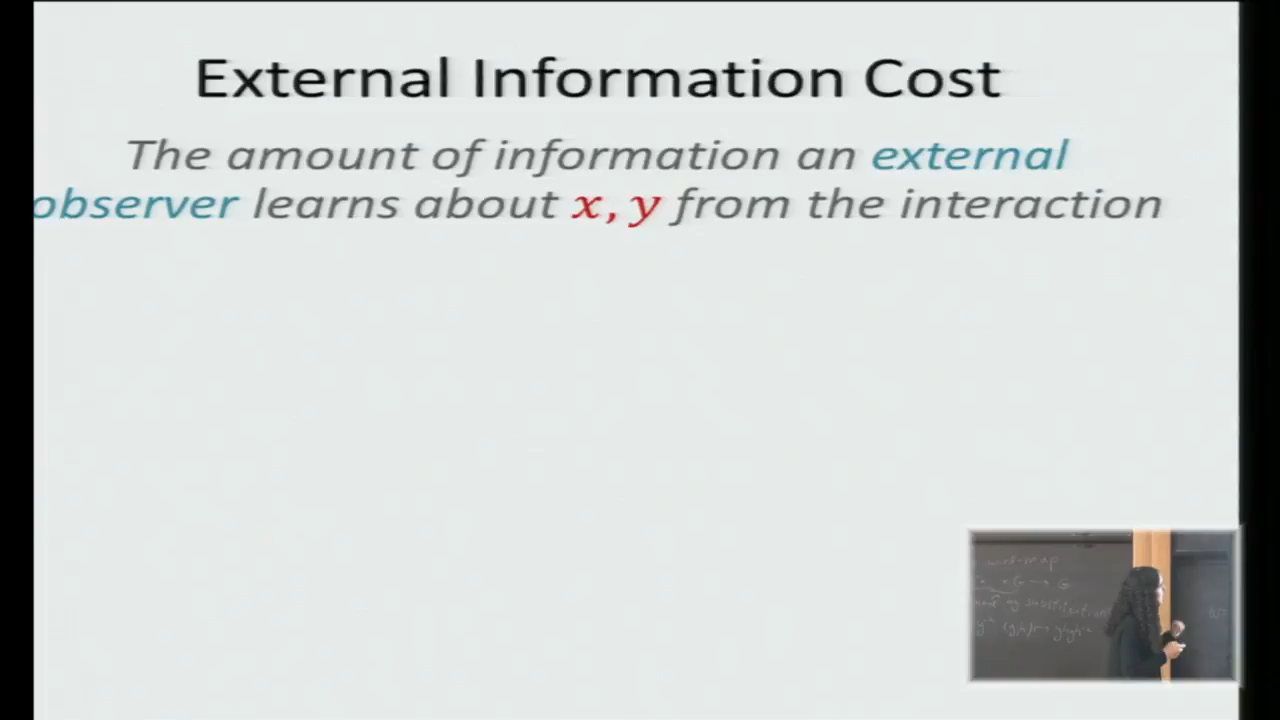 External Information Cost
The amount of information an external
observer learns about x, y from the interaction